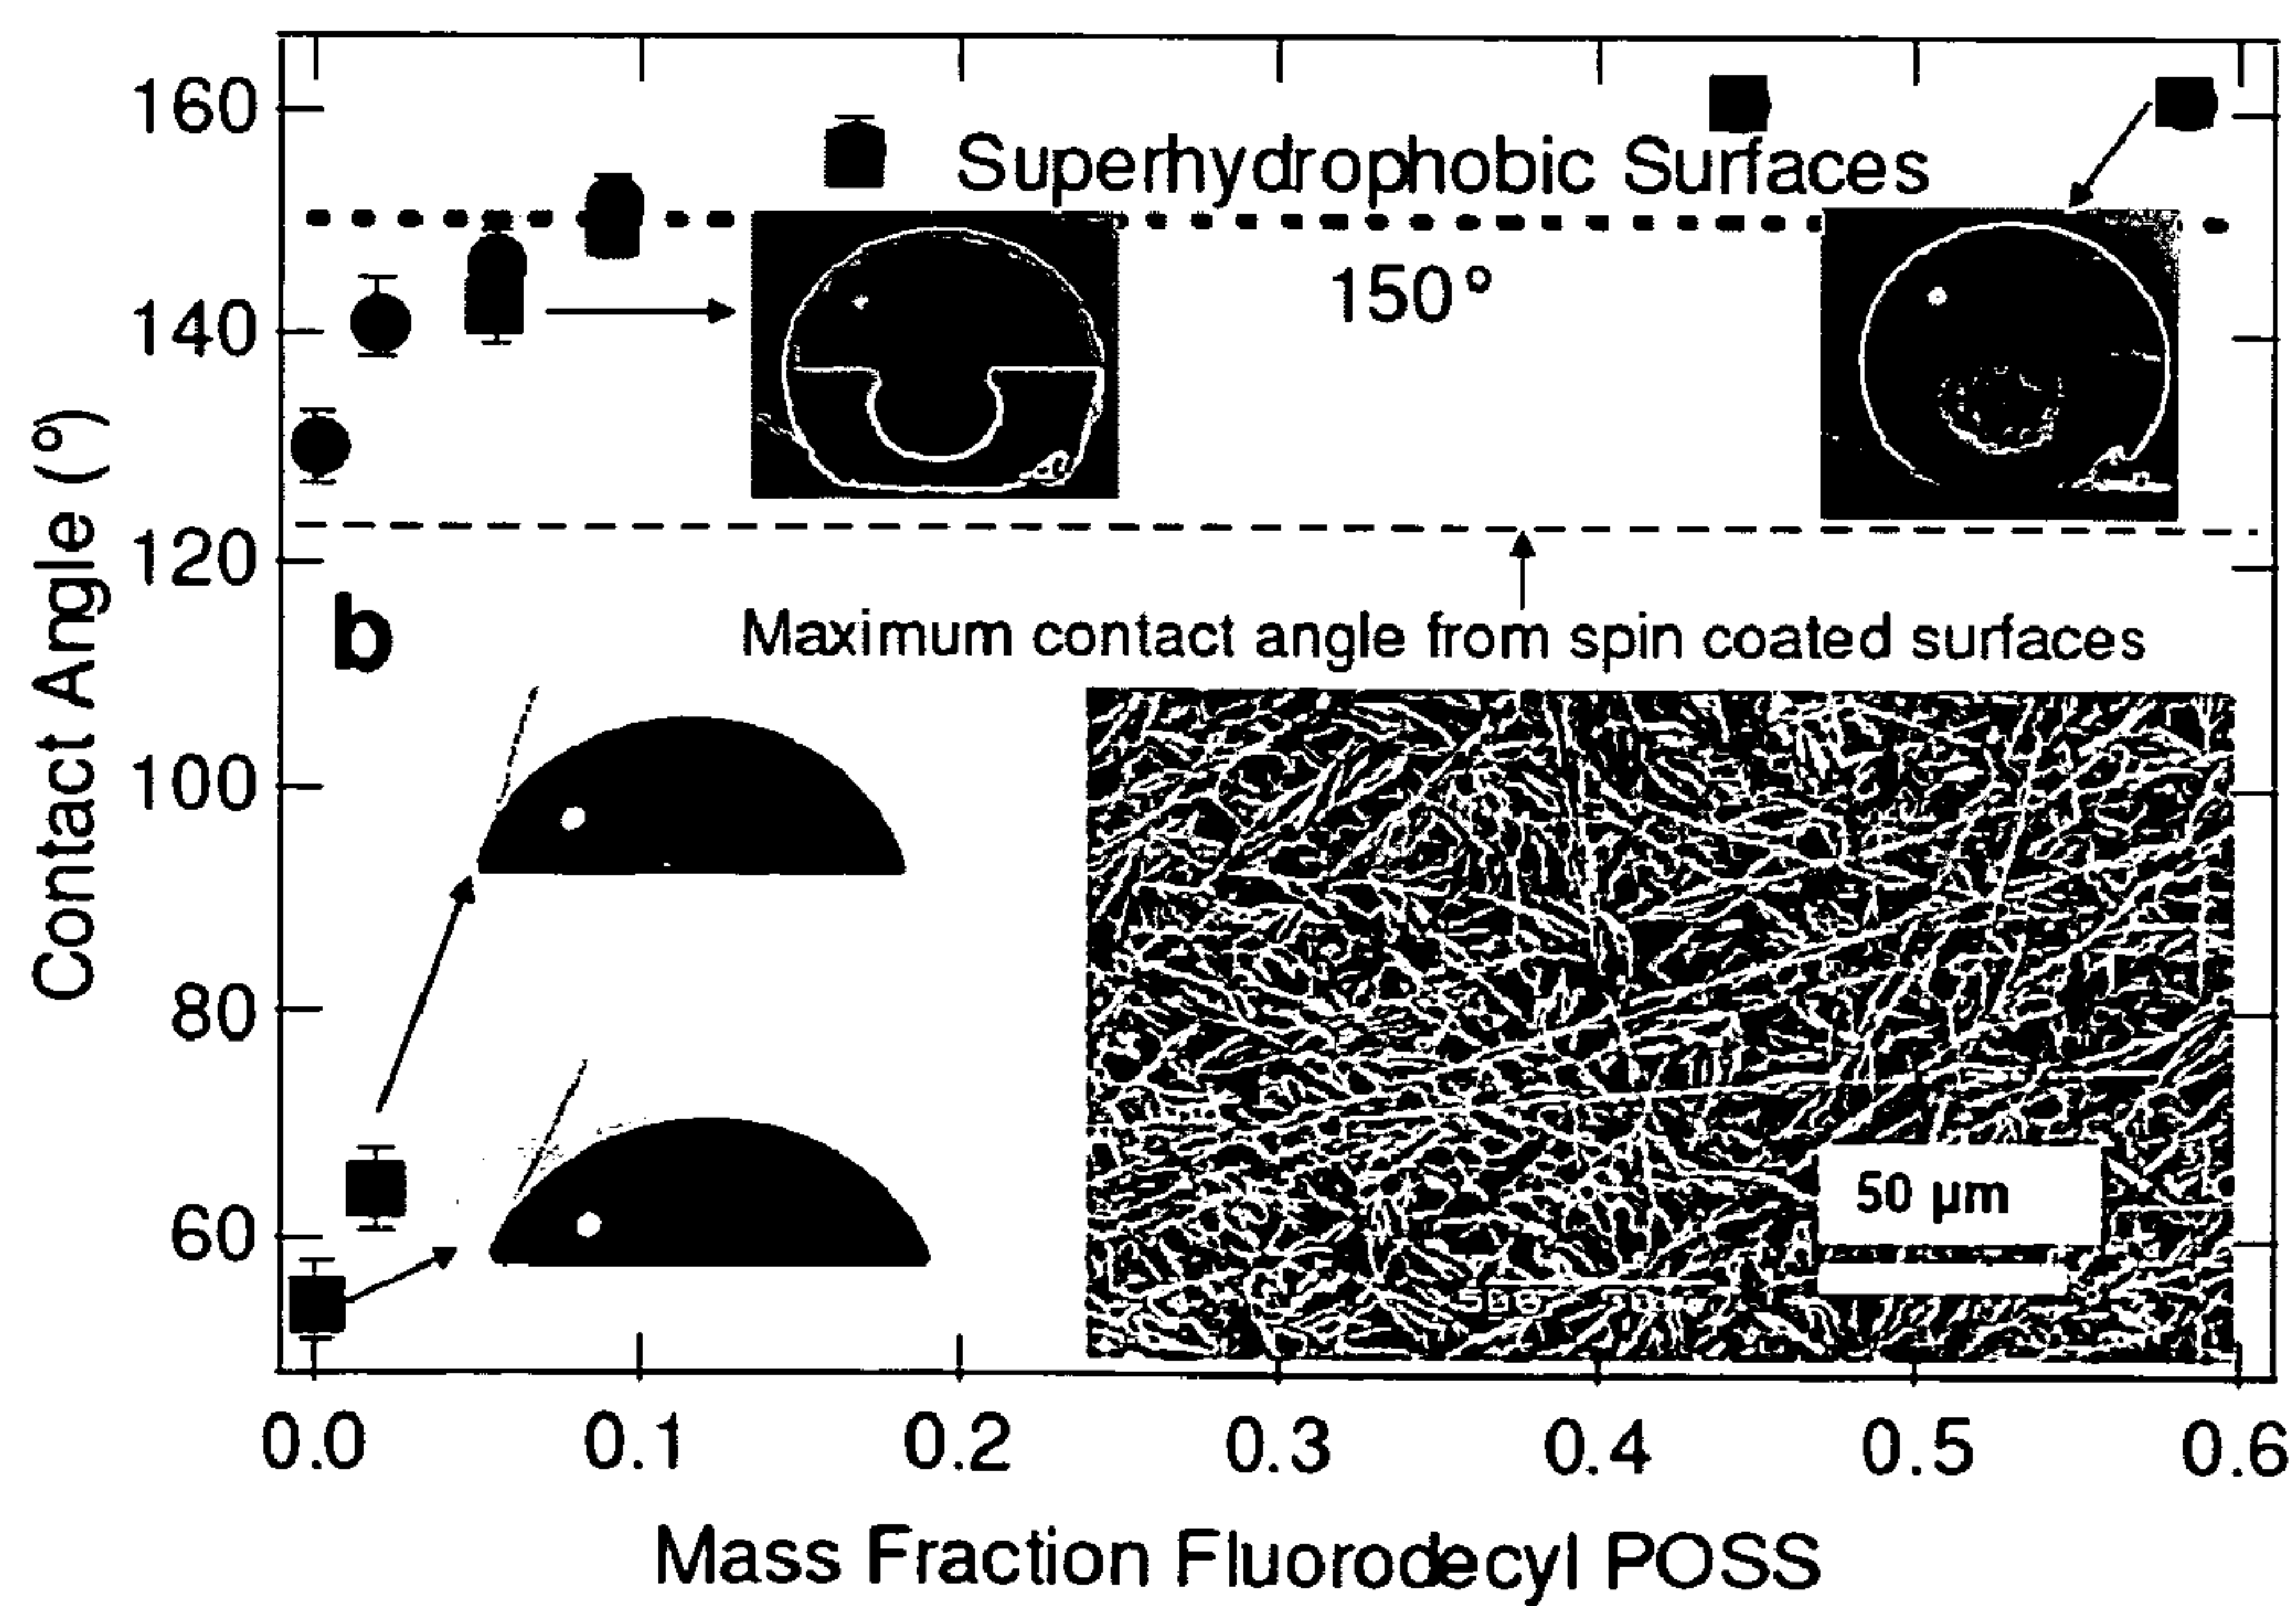 160
Superhydrophobic Surfaces
150º
140
120
b
Maximum contact angle from spin coated surfaces
100
80
60
50 µm
Contact Angle (º)
0.0
0.1
0.2
0.3
0.4
0.5
0.6
Mass Fraction Fluorodecyl POSS